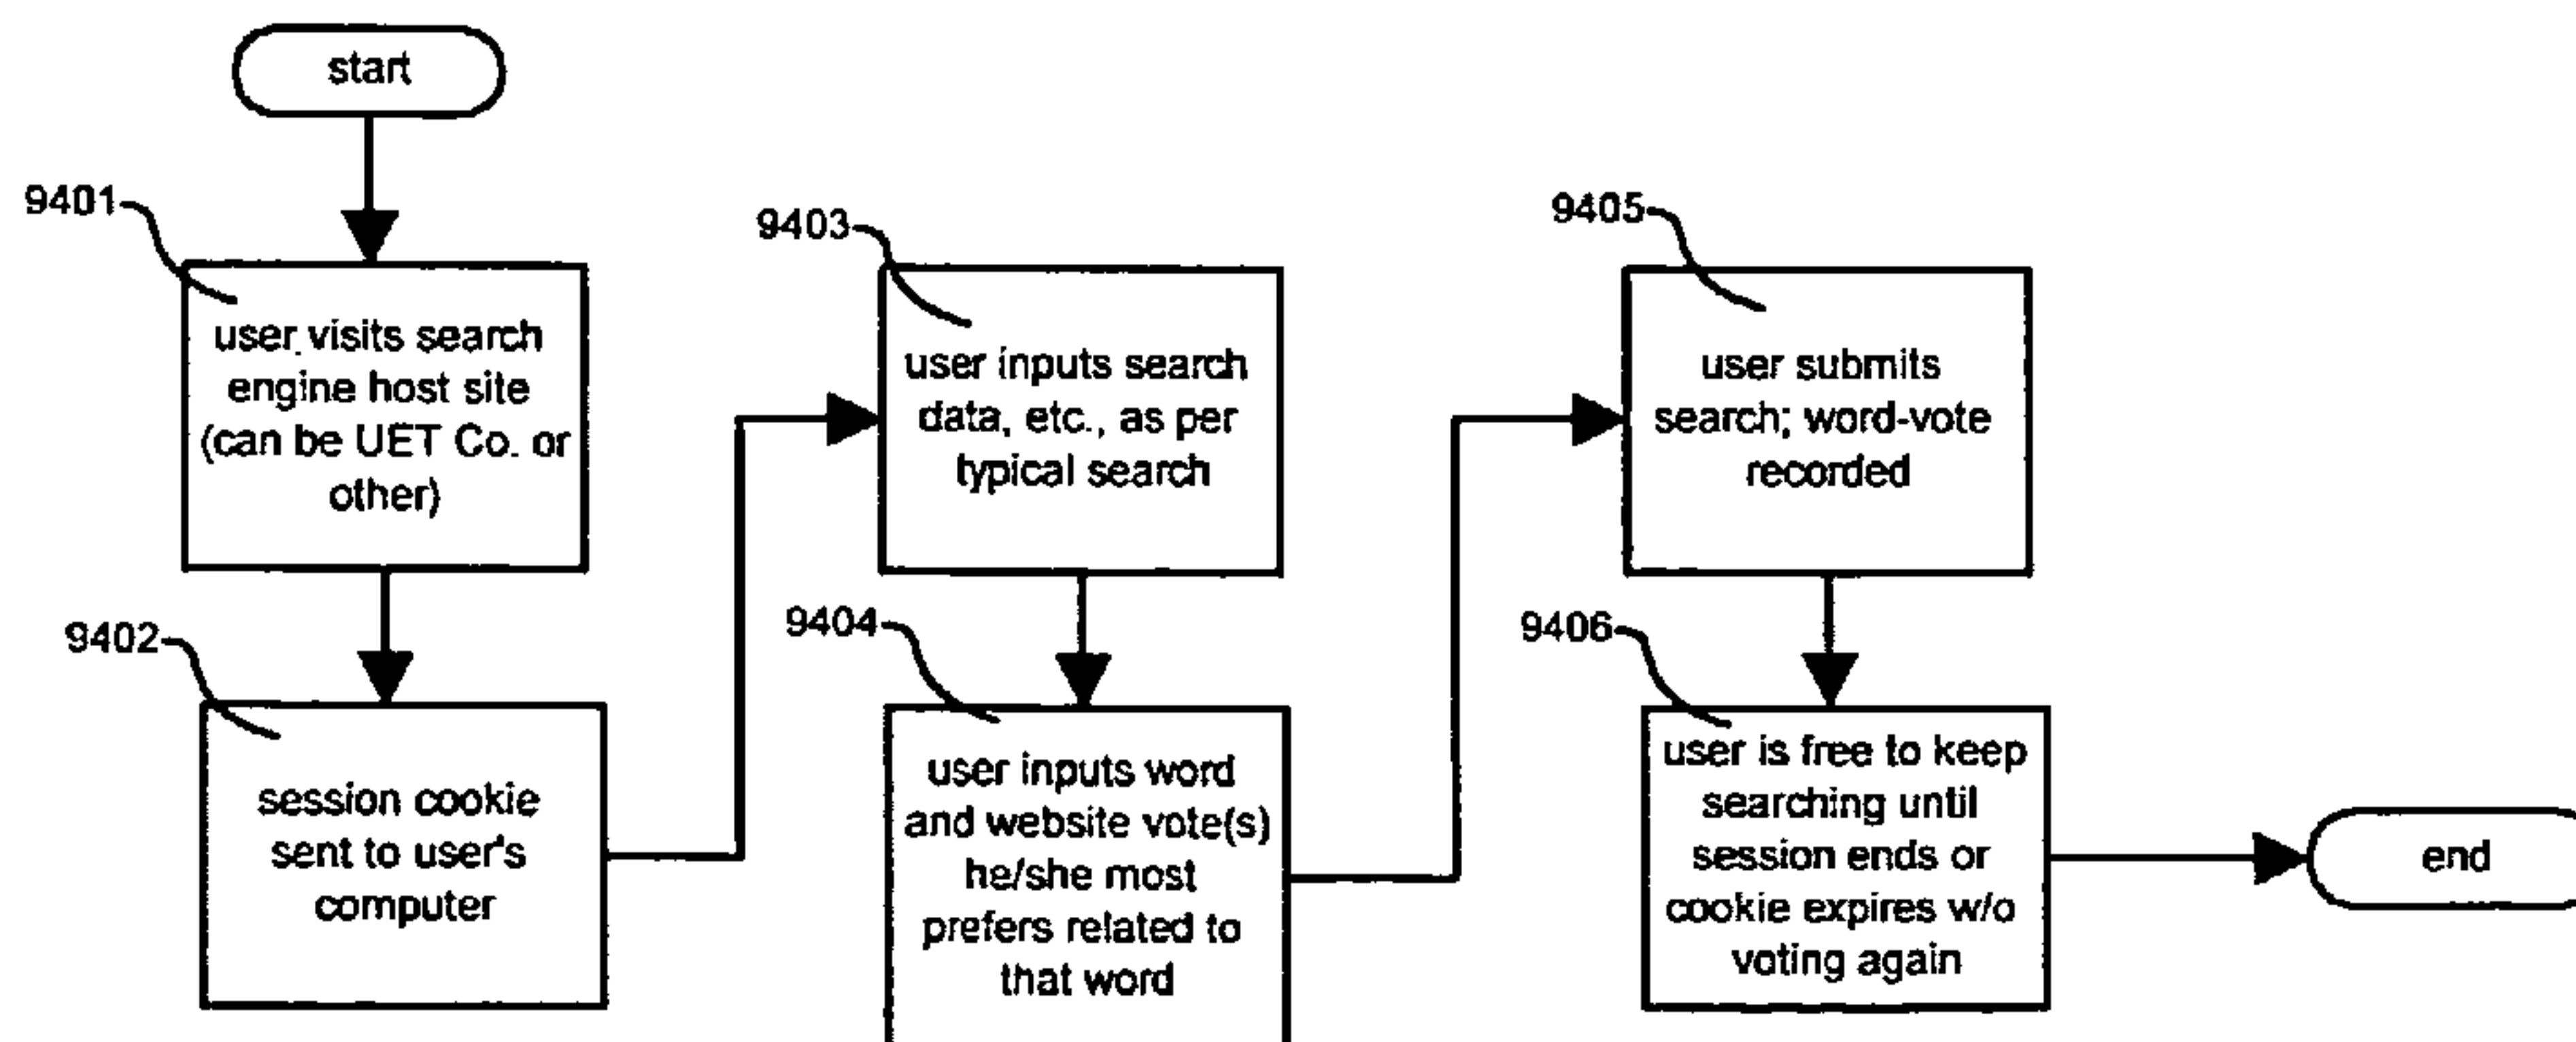 start
9401
user visits search
engine host site
(can be UET Co. or
other)
9402
session cookie
sent to user's
computer
9403
user inputs search
data, etc., as per
typical search
9404
user inputs word
and website vote(s)
he/she most
prefers related to
that word
9405
user submits
search; word-vote
recorded
9406
user is free to keep
searching until
session ends or
cookie expires w/o
voting again
end